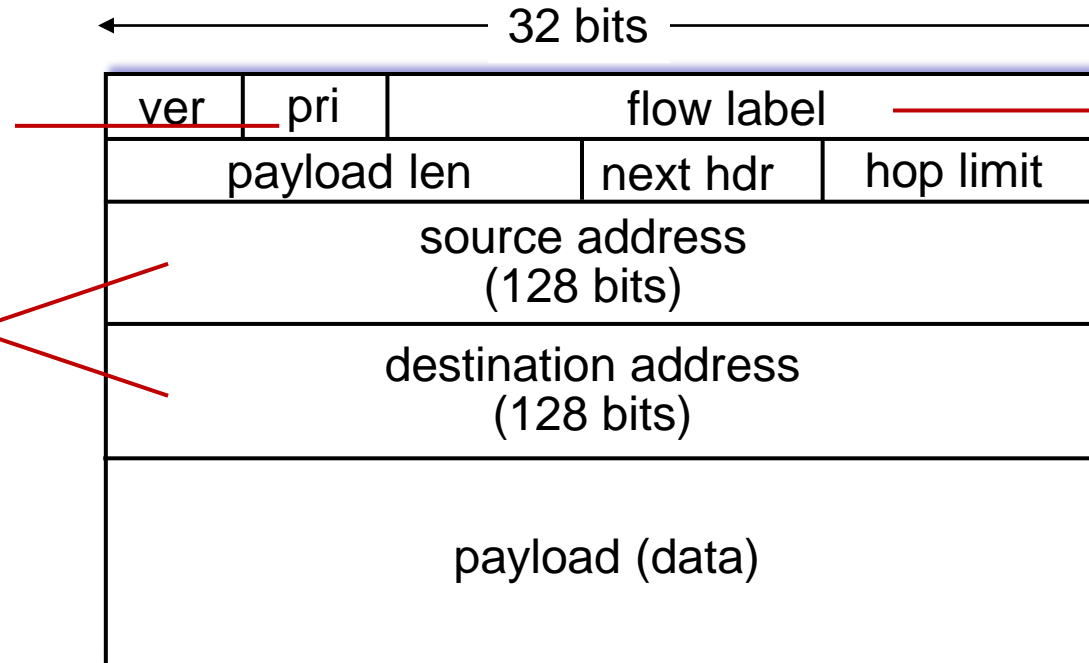 32 bits
ver pri flow label
payload len next hdr hop limit
source address
(128 bits)
destination address
(128 bits)
payload (data)